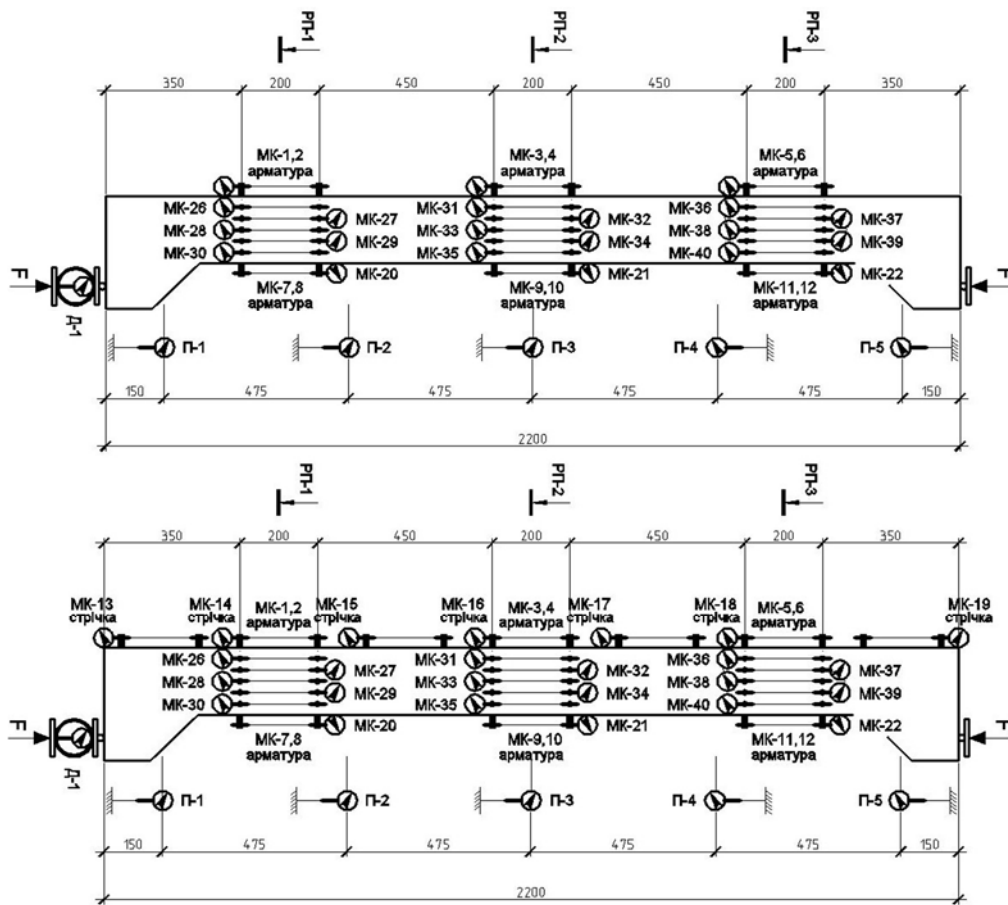 РП-1 РП-2 РП-3
350 200 450 200 450 200 350
МК-1,2 МК-3,4 МК-5,6
арматура арматура арматура
МК-26 МК-31 МК-36
МК-27 МК-32 МК-37
МК-28 МК-33 МК-38
МК-29 МК-34 МК-39
МК-30 МК-35 МК-40
F МК-20 МК-21 МК-22 F
МК-7,8 МК-9,10 МК-11,12
арматура арматура арматура
Д-1
П-1 П-2 П-3 П-4 П-5
150 475 475 475 475 150
2200
РП-1 РП-2 РП-3
350 200 450 200 450 200 350
МК-13 МК-14 МК-1,2 МК-15 МК-16 МК-3,4 МК-17 МК-18 МК-5,6 МК-19
стрічка стрічка арматура стрічка стрічка арматура стрічка стрічка арматура стрічка
МК-26 МК-31 МК-36
МК-27 МК-32 МК-37
МК-28 МК-33 МК-38
МК-29 МК-34 МК-39
МК-30 МК-35 МК-40
F МК-20 МК-21 МК-22 F
МК-7,8 МК-9,10 МК-11,12
арматура арматура арматура
Д-1
П-1 П-2 П-3 П-4 П-5
150 475 475 475 475 150
2200